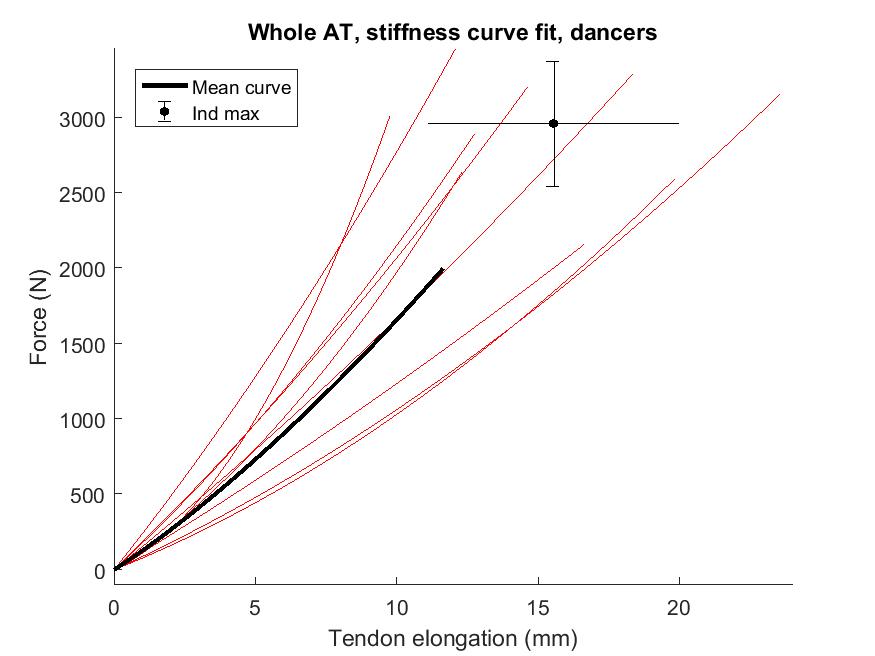 Whole AT, stiffness curve fit, dancers
Mean curve
Ind max
3000
2500
2000
1500
1000
500
0
Force (N)
0 5 10 15 20
Tendon elongation (mm)